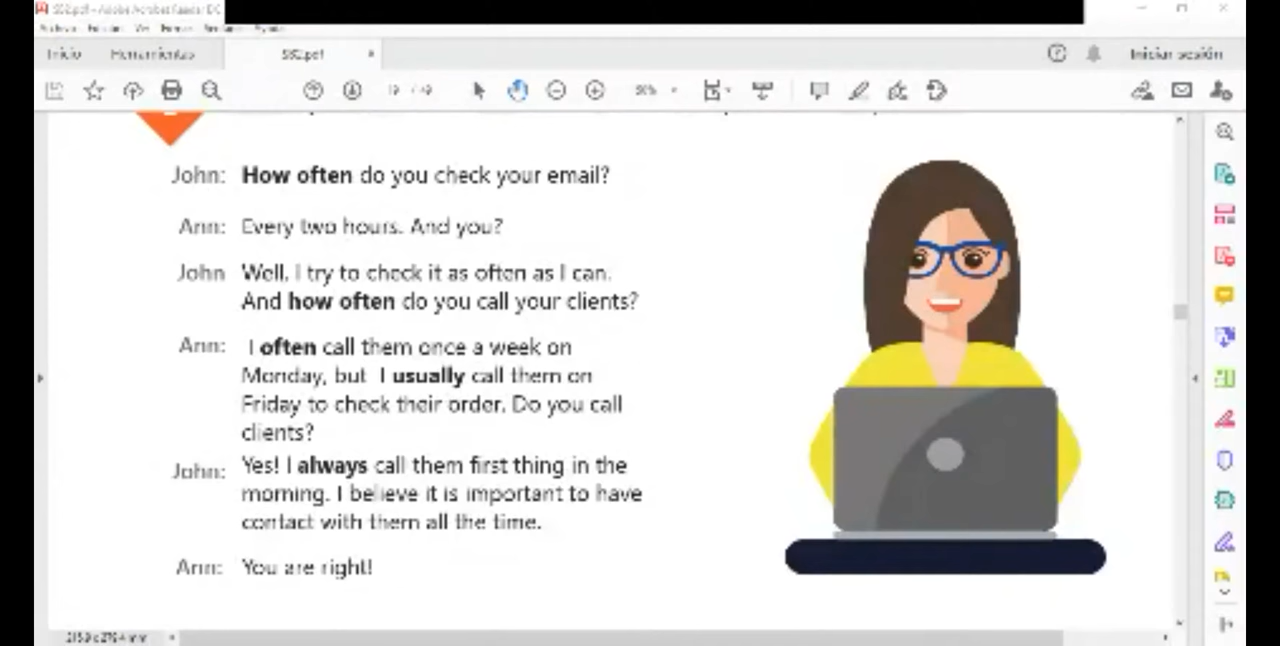 Inicio Herramientas SS2.pdf Iniciar sesión
John: How often do you check your email?
Ann: Every two hours. And you?
John Well, I try to check it as often as I can.
And how often do you call your clients?
Ann: I often call them once a week on
Monday, but I usually call them on
Friday to check their order. Do you call
clients?
John: Yes! I always call them first thing in the
morning. I believe it is important to have
contact with them all the time.
Ann: You are right!